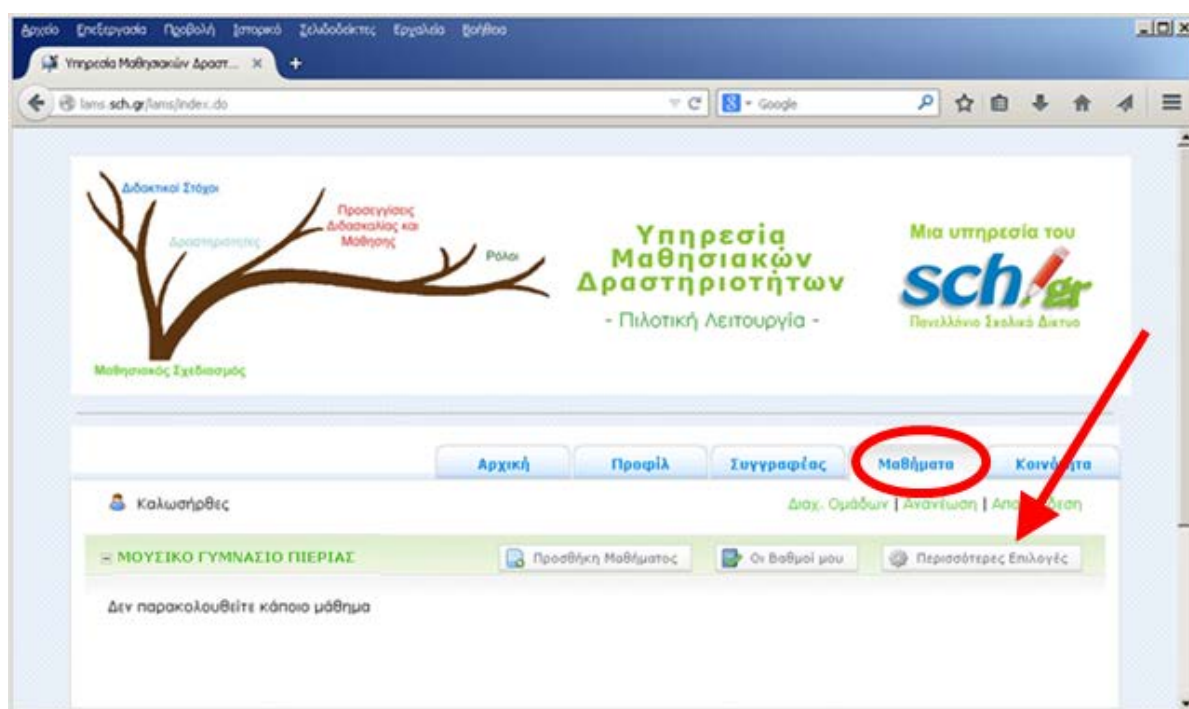 Αρχείο Επεξεργασία Προβολή Ιστορικό Σελιδοδείκτες Εργαλεία Βοήθεια
Υπηρεσία Μαθησιακών Δραστ... × +
lams.sch.gr/lams/index.do Google
Διδακτικοί Στόχοι
Δραστηριότητες
Προσεγγίσεις
Διδασκαλίας και
Μάθησης
Ρόλοι
Μαθησιακός Σχεδιασμός
Υπηρεσία
Μαθησιακών
Δραστηριοτήτων
- Πιλοτική Λειτουργία -
Μια υπηρεσία του
sch.gr
Πανελλήνιο Σχολικό Δίκτυο
Αρχική Προφίλ Συγγραφέας Μαθήματα Κοινότητα
Καλωσήρθες Διαχ. Ομάδων | Ανανέωση |
ΜΟΥΣΙΚΟ ΓΥΜΝΑΣΙΟ ΠΙΕΡΙΑΣ Προσθήκη Μαθήματος Οι Βαθμοί μου Περισσότερες Επιλογές
Δεν παρακολουθείτε κάποιο μάθημα